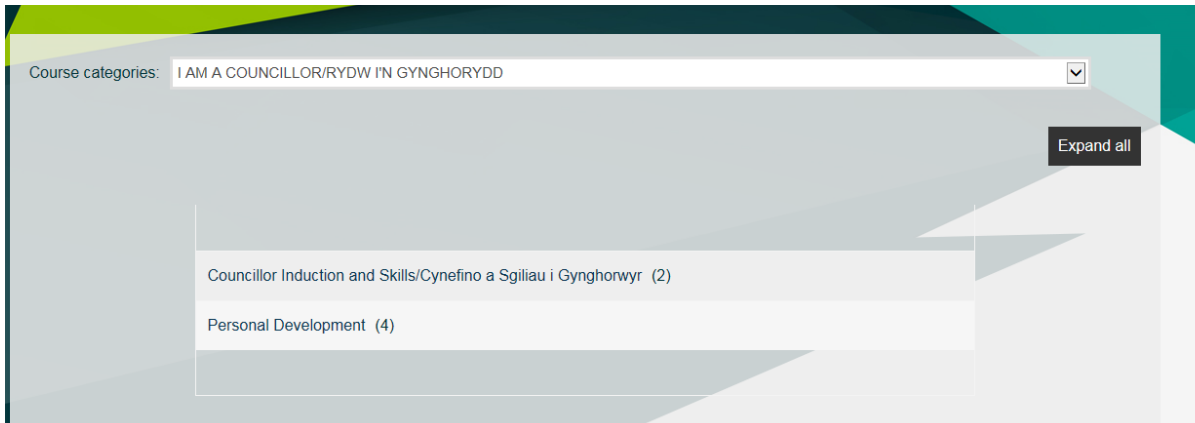 Course categories: I AM A COUNCILLOR/RYDW I'N GYNGHORYDD
Expand all
Councillor Induction and Skills/Cynefino a Sgiliau i Gynghorwyr (2)
Personal Development (4)